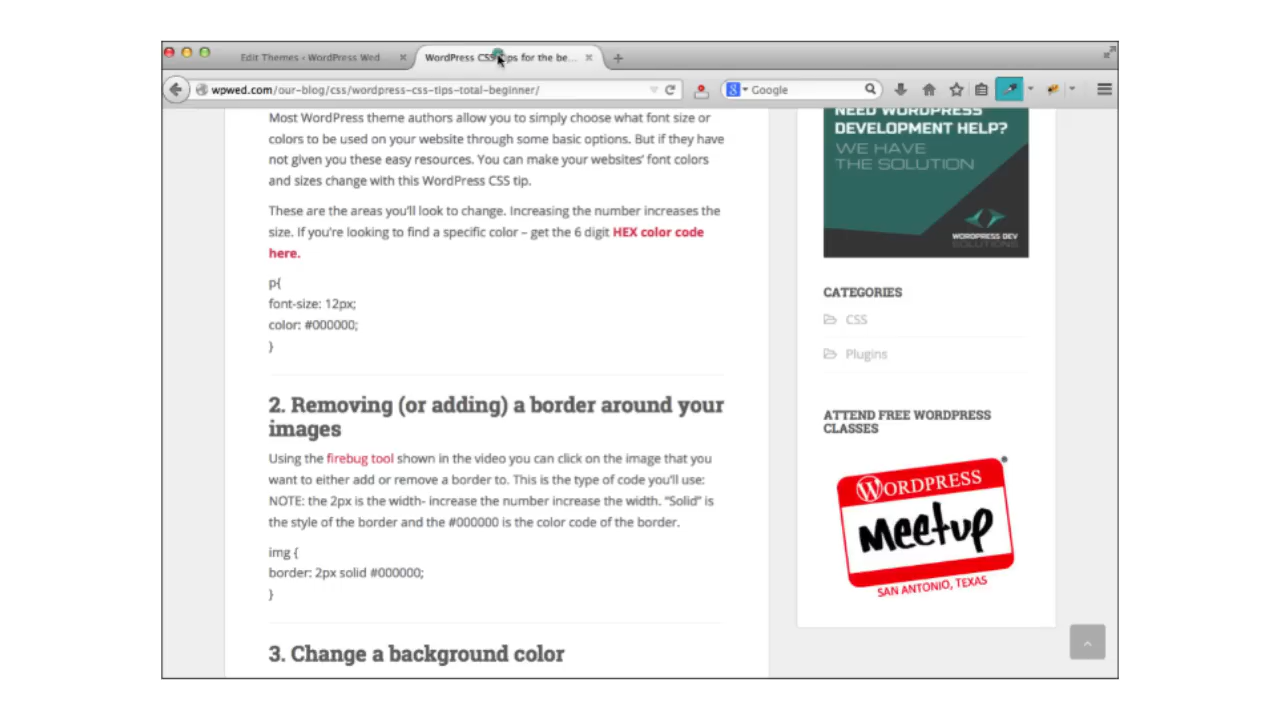 Edit Themes ‹ WordPress Wed
WordPress CSS tips for the be...
wpwed.com/our-blog/css/wordpress-css-tips-total-beginner/
Google
Most WordPress theme authors allow you to simply choose what font size or
colors to be used on your website through some basic options. But if they have
not given you these easy resources. You can make your websites' font colors
and sizes change with this WordPress CSS tip.
These are the areas you'll look to change. Increasing the number increases the
size. If you're looking to find a specific color – get the 6 digit HEX color code
here.
p{
font-size: 12px;
color: #000000;
}
2. Removing (or adding) a border around your
images
Using the firebug tool shown in the video you can click on the image that you
want to either add or remove a border to. This is the type of code you'll use:
NOTE: the 2px is the width- increase the number increase the width. "Solid" is
the style of the border and the #000000 is the color code of the border.
img {
border: 2px solid #000000;
}
3. Change a background color
NEED WORDPRESS
DEVELOPMENT HELP?
WE HAVE
THE SOLUTION
WORDPRESS DEV
SOLUTIONS
CATEGORIES
CSS
Plugins
ATTEND FREE WORDPRESS
CLASSES
WORDPRESS
meetup
SAN ANTONIO, TEXAS